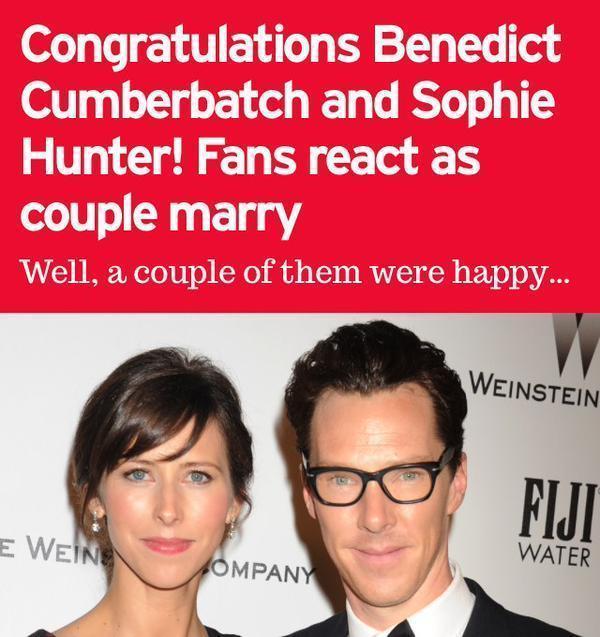 Congratulations Benedict
Cumberbatch and Sophie
Hunter! Fans react as
couple marry
Well, a couple of them were happy...
WEINSTEIN
FIJI
WATER
E WEINS
OMPANY